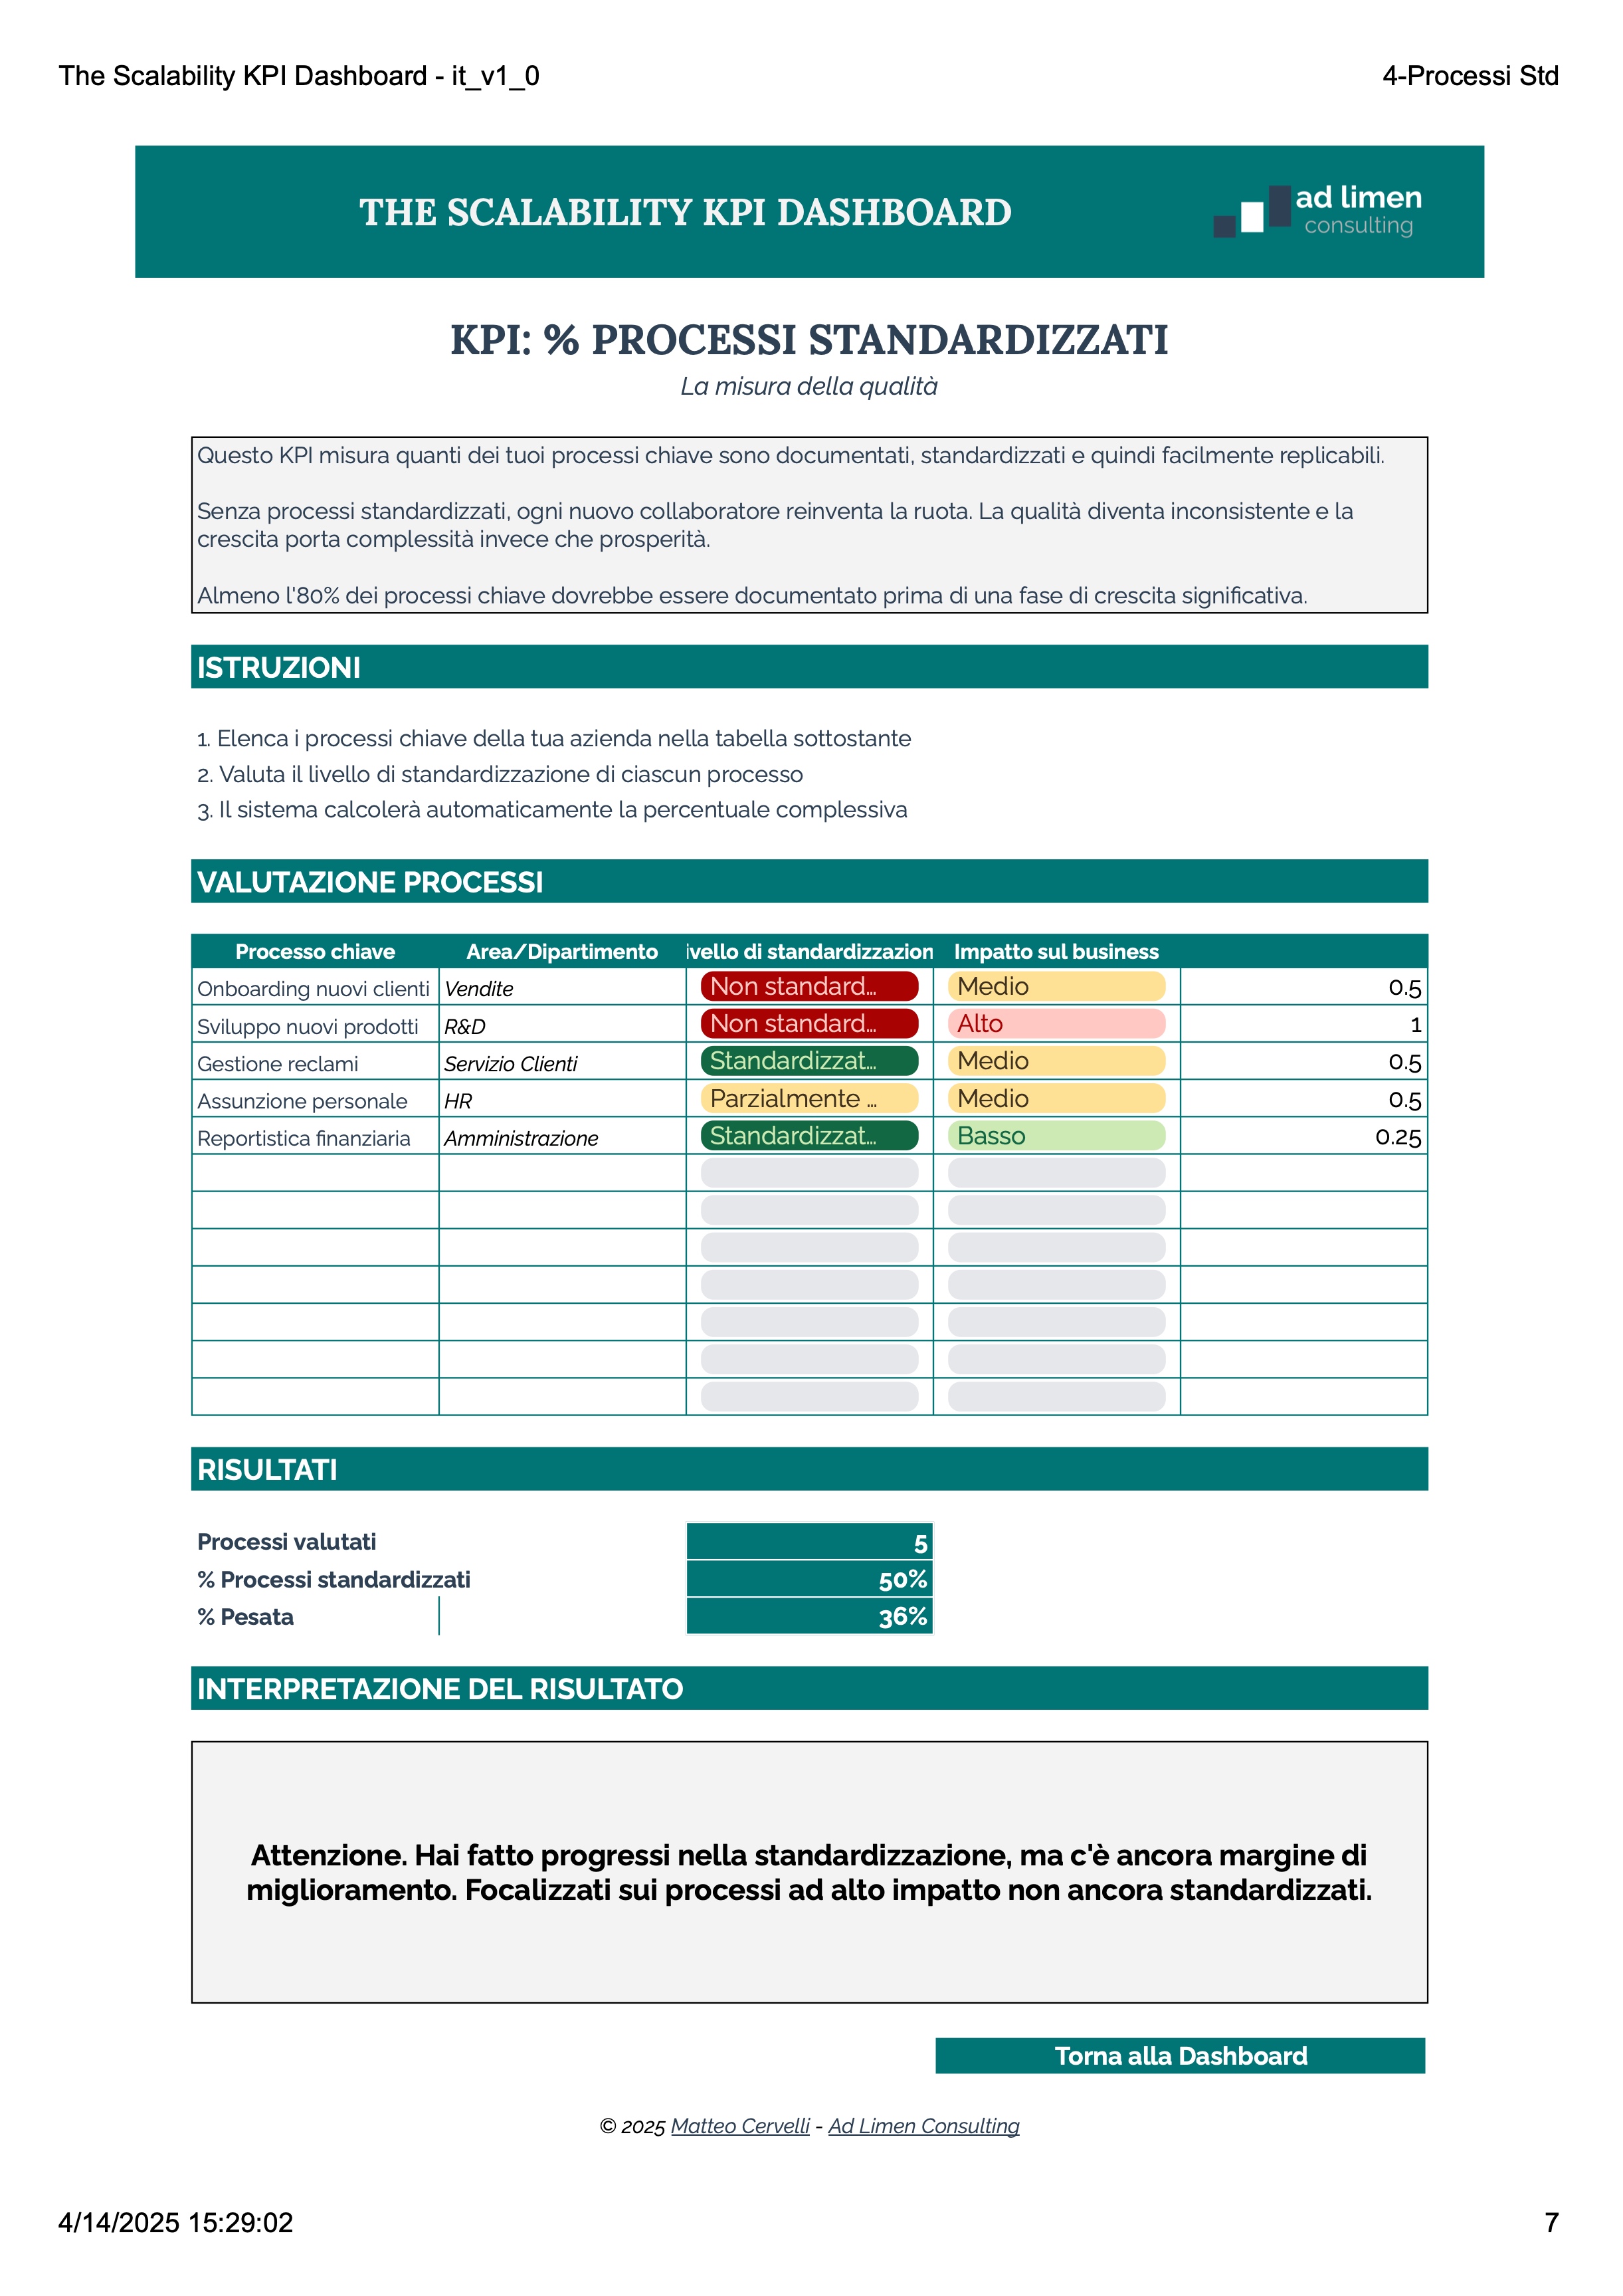 The Scalability KPI Dashboard - it_v1_0 4-Processi Std
THE SCALABILITY KPI DASHBOARD
ad limen
consulting
KPI: % PROCESSI STANDARDIZZATI
La misura della qualità
Questo KPI misura quanti dei tuoi processi chiave sono documentati, standardizzati e quindi facilmente replicabili.
Senza processi standardizzati, ogni nuovo collaboratore reinventa la ruota. La qualità diventa inconsistente e la
crescita porta complessità invece che prosperità.
Almeno l'80% dei processi chiave dovrebbe essere documentato prima di una fase di crescita significativa.
ISTRUZIONI
1. Elenca i processi chiave della tua azienda nella tabella sottostante
2. Valuta il livello di standardizzazione di ciascun processo
3. Il sistema calcolerà automaticamente la percentuale complessiva
VALUTAZIONE PROCESSI
Processo chiave Area/Dipartimento ivello di standardizzazion Impatto sul business
Onboarding nuovi clienti Vendite Non standard... Medio 0.5
Sviluppo nuovi prodotti R&D Non standard... Alto 1
Gestione reclami Servizio Clienti Standardizzat... Medio 0.5
Assunzione personale HR Parzialmente ... Medio 0.5
Reportistica finanziaria Amministrazione Standardizzat... Basso 0.25
RISULTATI
Processi valutati 5
% Processi standardizzati 50%
% Pesata 36%
INTERPRETAZIONE DEL RISULTATO
Attenzione. Hai fatto progressi nella standardizzazione, ma c'è ancora margine di
miglioramento. Focalizzati sui processi ad alto impatto non ancora standardizzati.
Torna alla Dashboard
© 2025 Matteo Cervelli - Ad Limen Consulting
4/14/2025 15:29:02 7